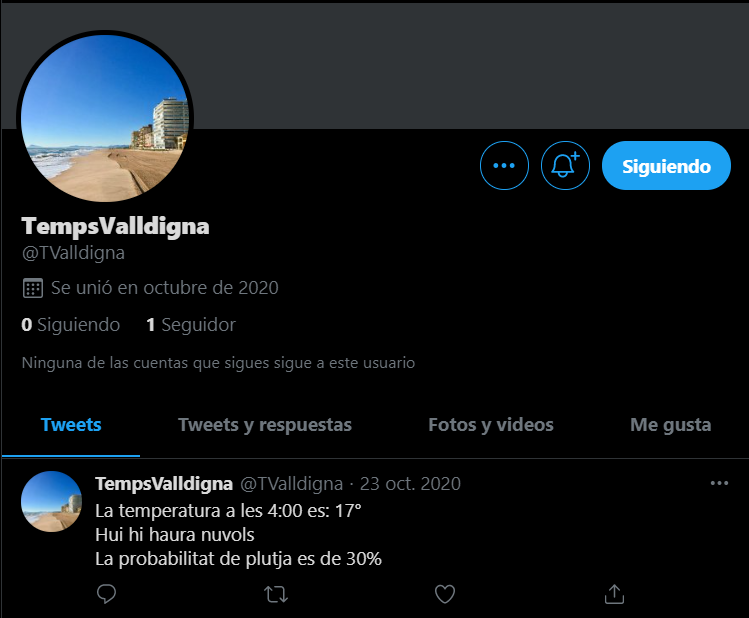 Siguiendo
TempsValldigna
@TValldigna
Se unió en octubre de 2020
0 Siguiendo 1 Seguidor
Ninguna de las cuentas que sigues sigue a este usuario
Tweets Tweets y respuestas Fotos y videos Me gusta
TempsValldigna @TValldigna · 23 oct. 2020
La temperatura a les 4:00 es: 17°
Hui hi haura nuvols
La probabilitat de plutja es de 30%